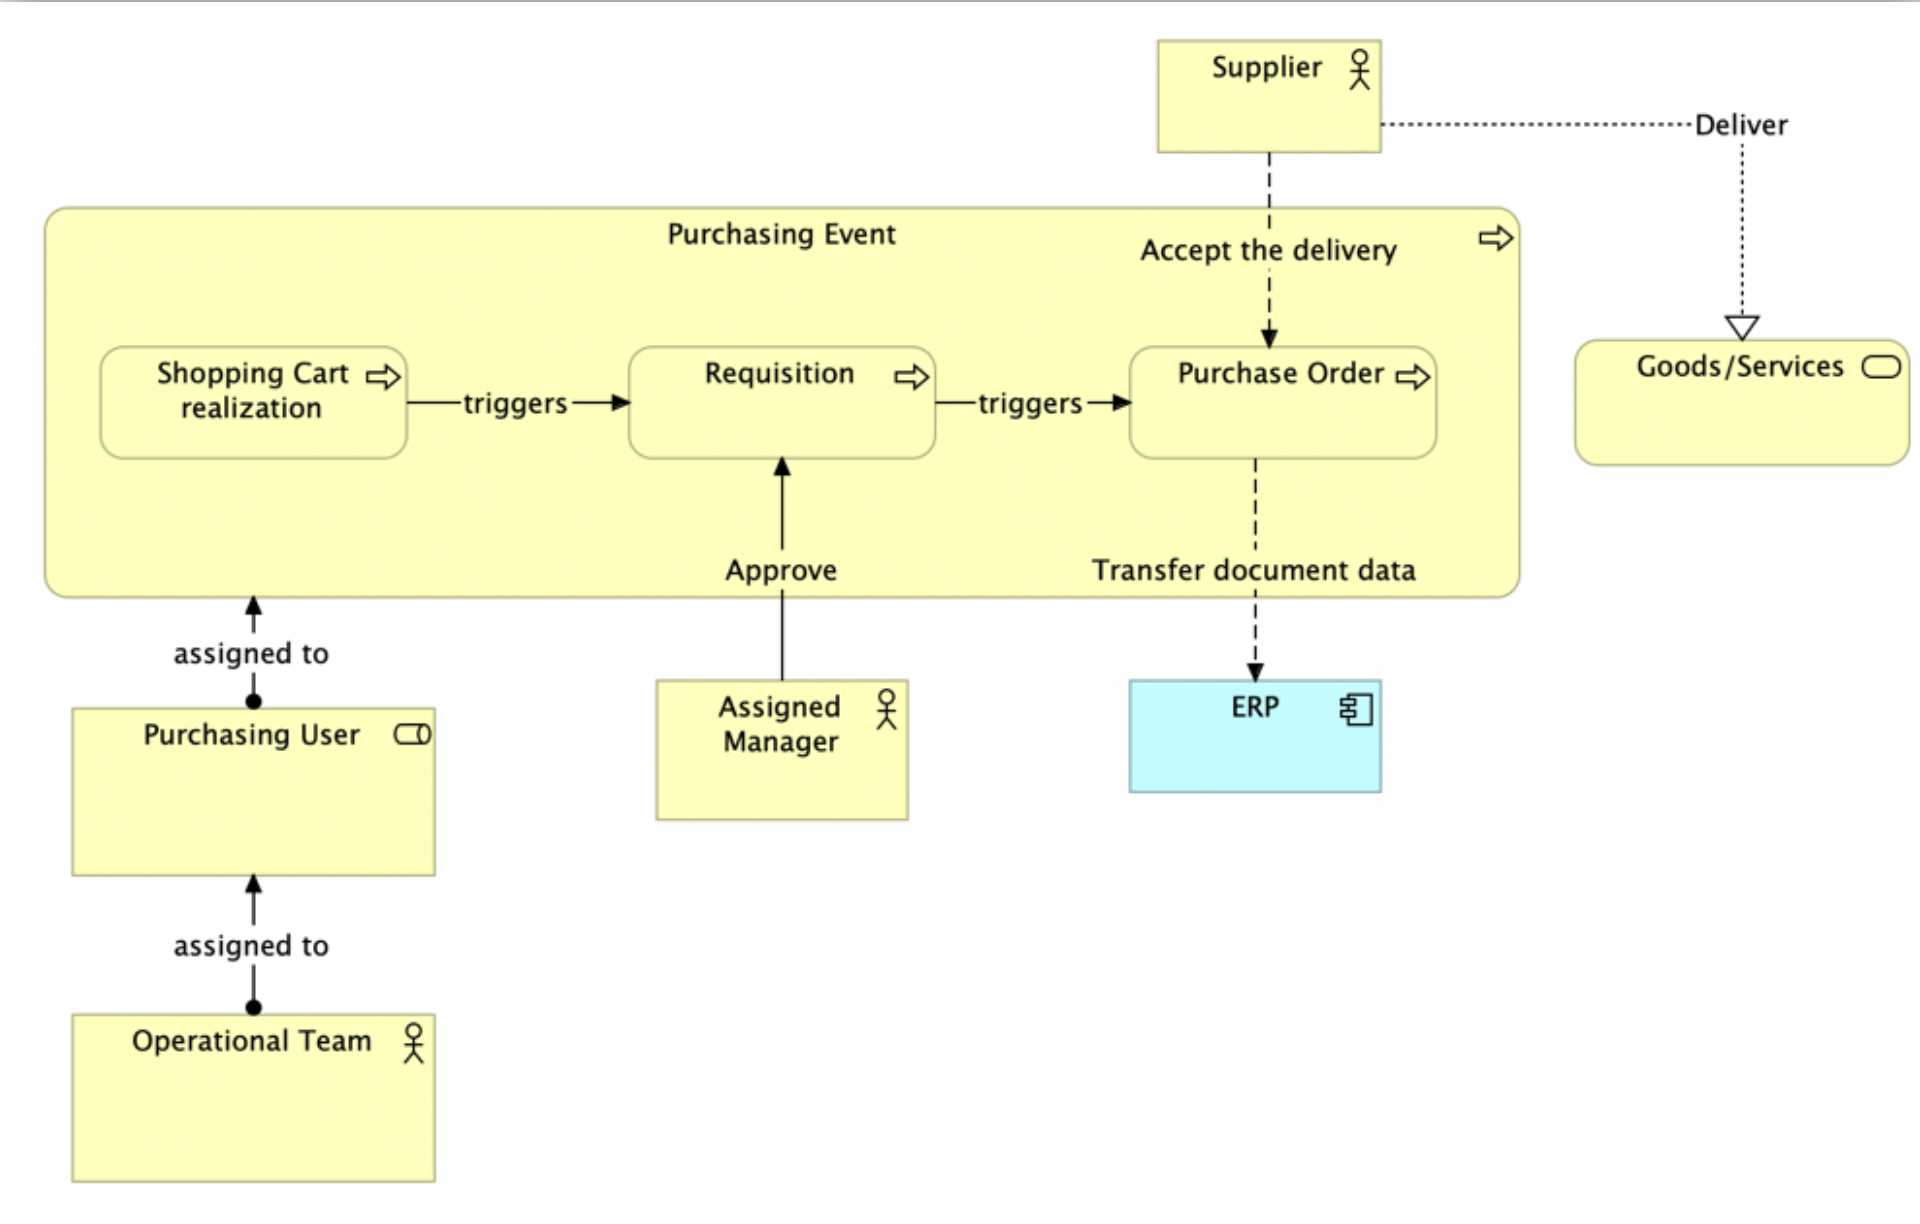 Supplier
Deliver
Purchasing Event
Accept the delivery
Shopping Cart
realization
triggers
Requisition
triggers
Purchase Order
Goods/Services
Approve
Transfer document data
assigned to
Purchasing User
Assigned
Manager
ERP
assigned to
Operational Team